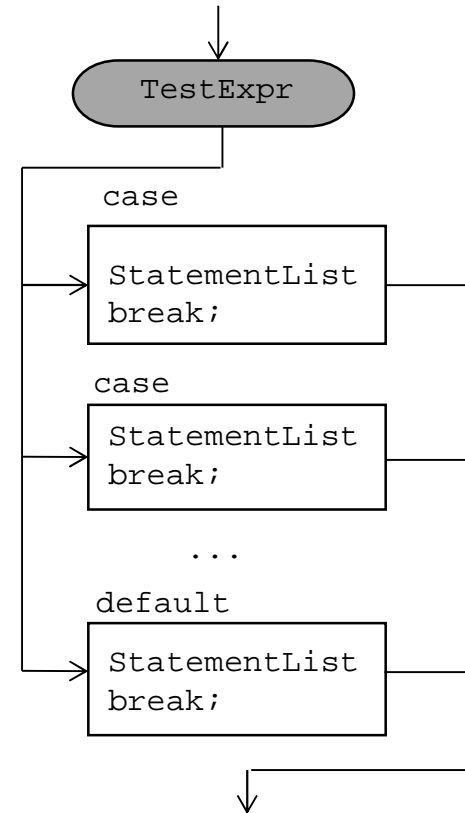 TestExpr
case
StatementList
break;
case
StatementList
break;
...
default
StatementList
break;